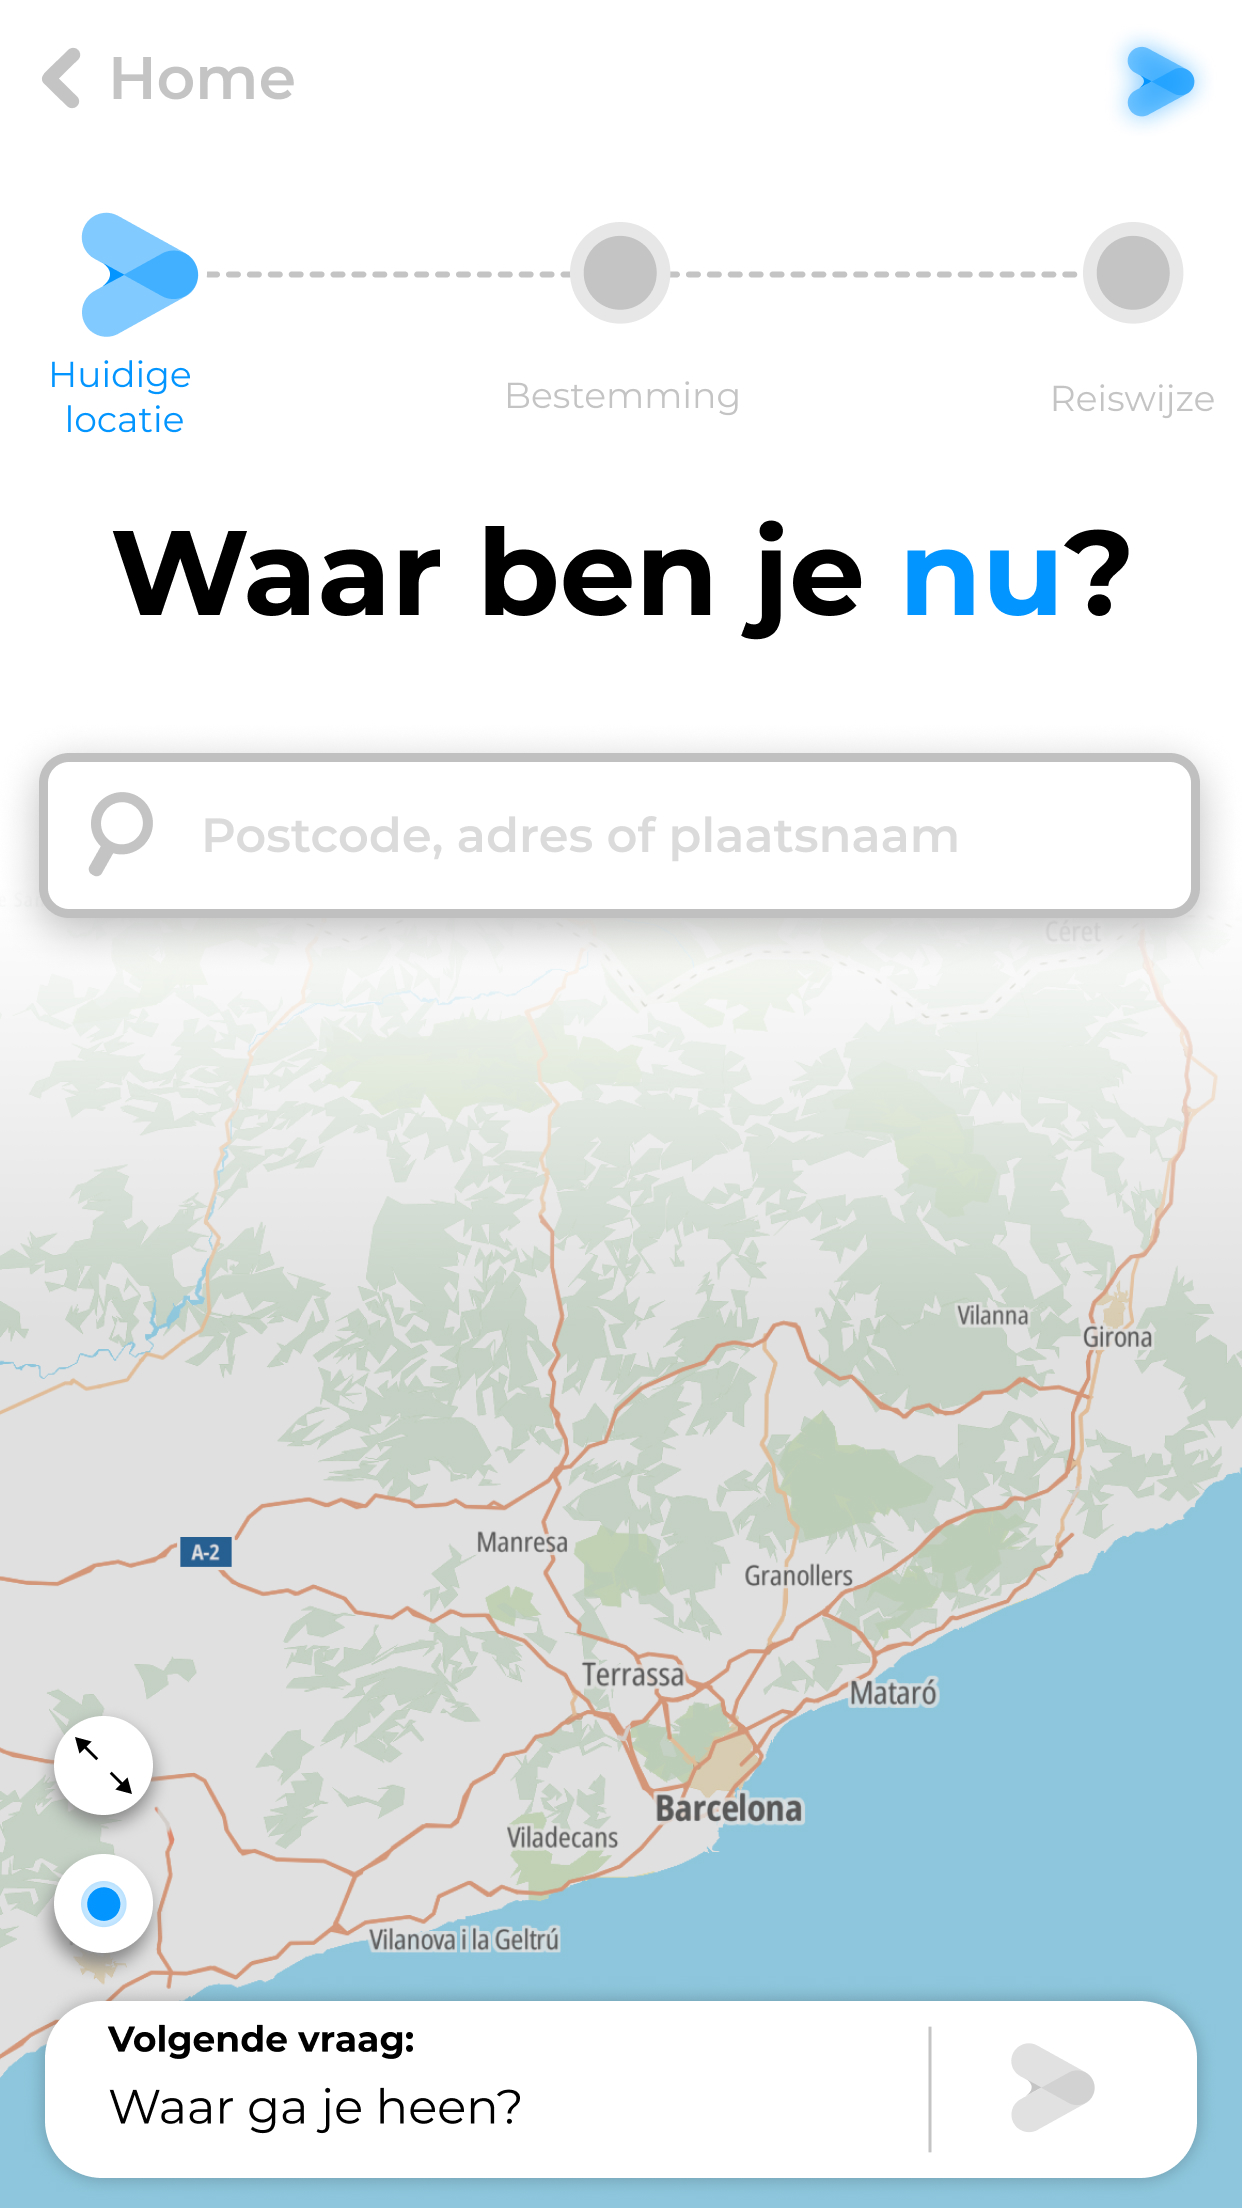 Home
Huidige
locatie
Bestemming
Reiswijze
Waar ben je nu?
Postcode, adres of plaatsnaam
Céret
Vilanna
Girona
Manresa
A-2
Granollers
Terrassa
Mataró
Barcelona
Viladecans
Vilanova i la Geltrú
Volgende vraag:
Waar ga je heen?